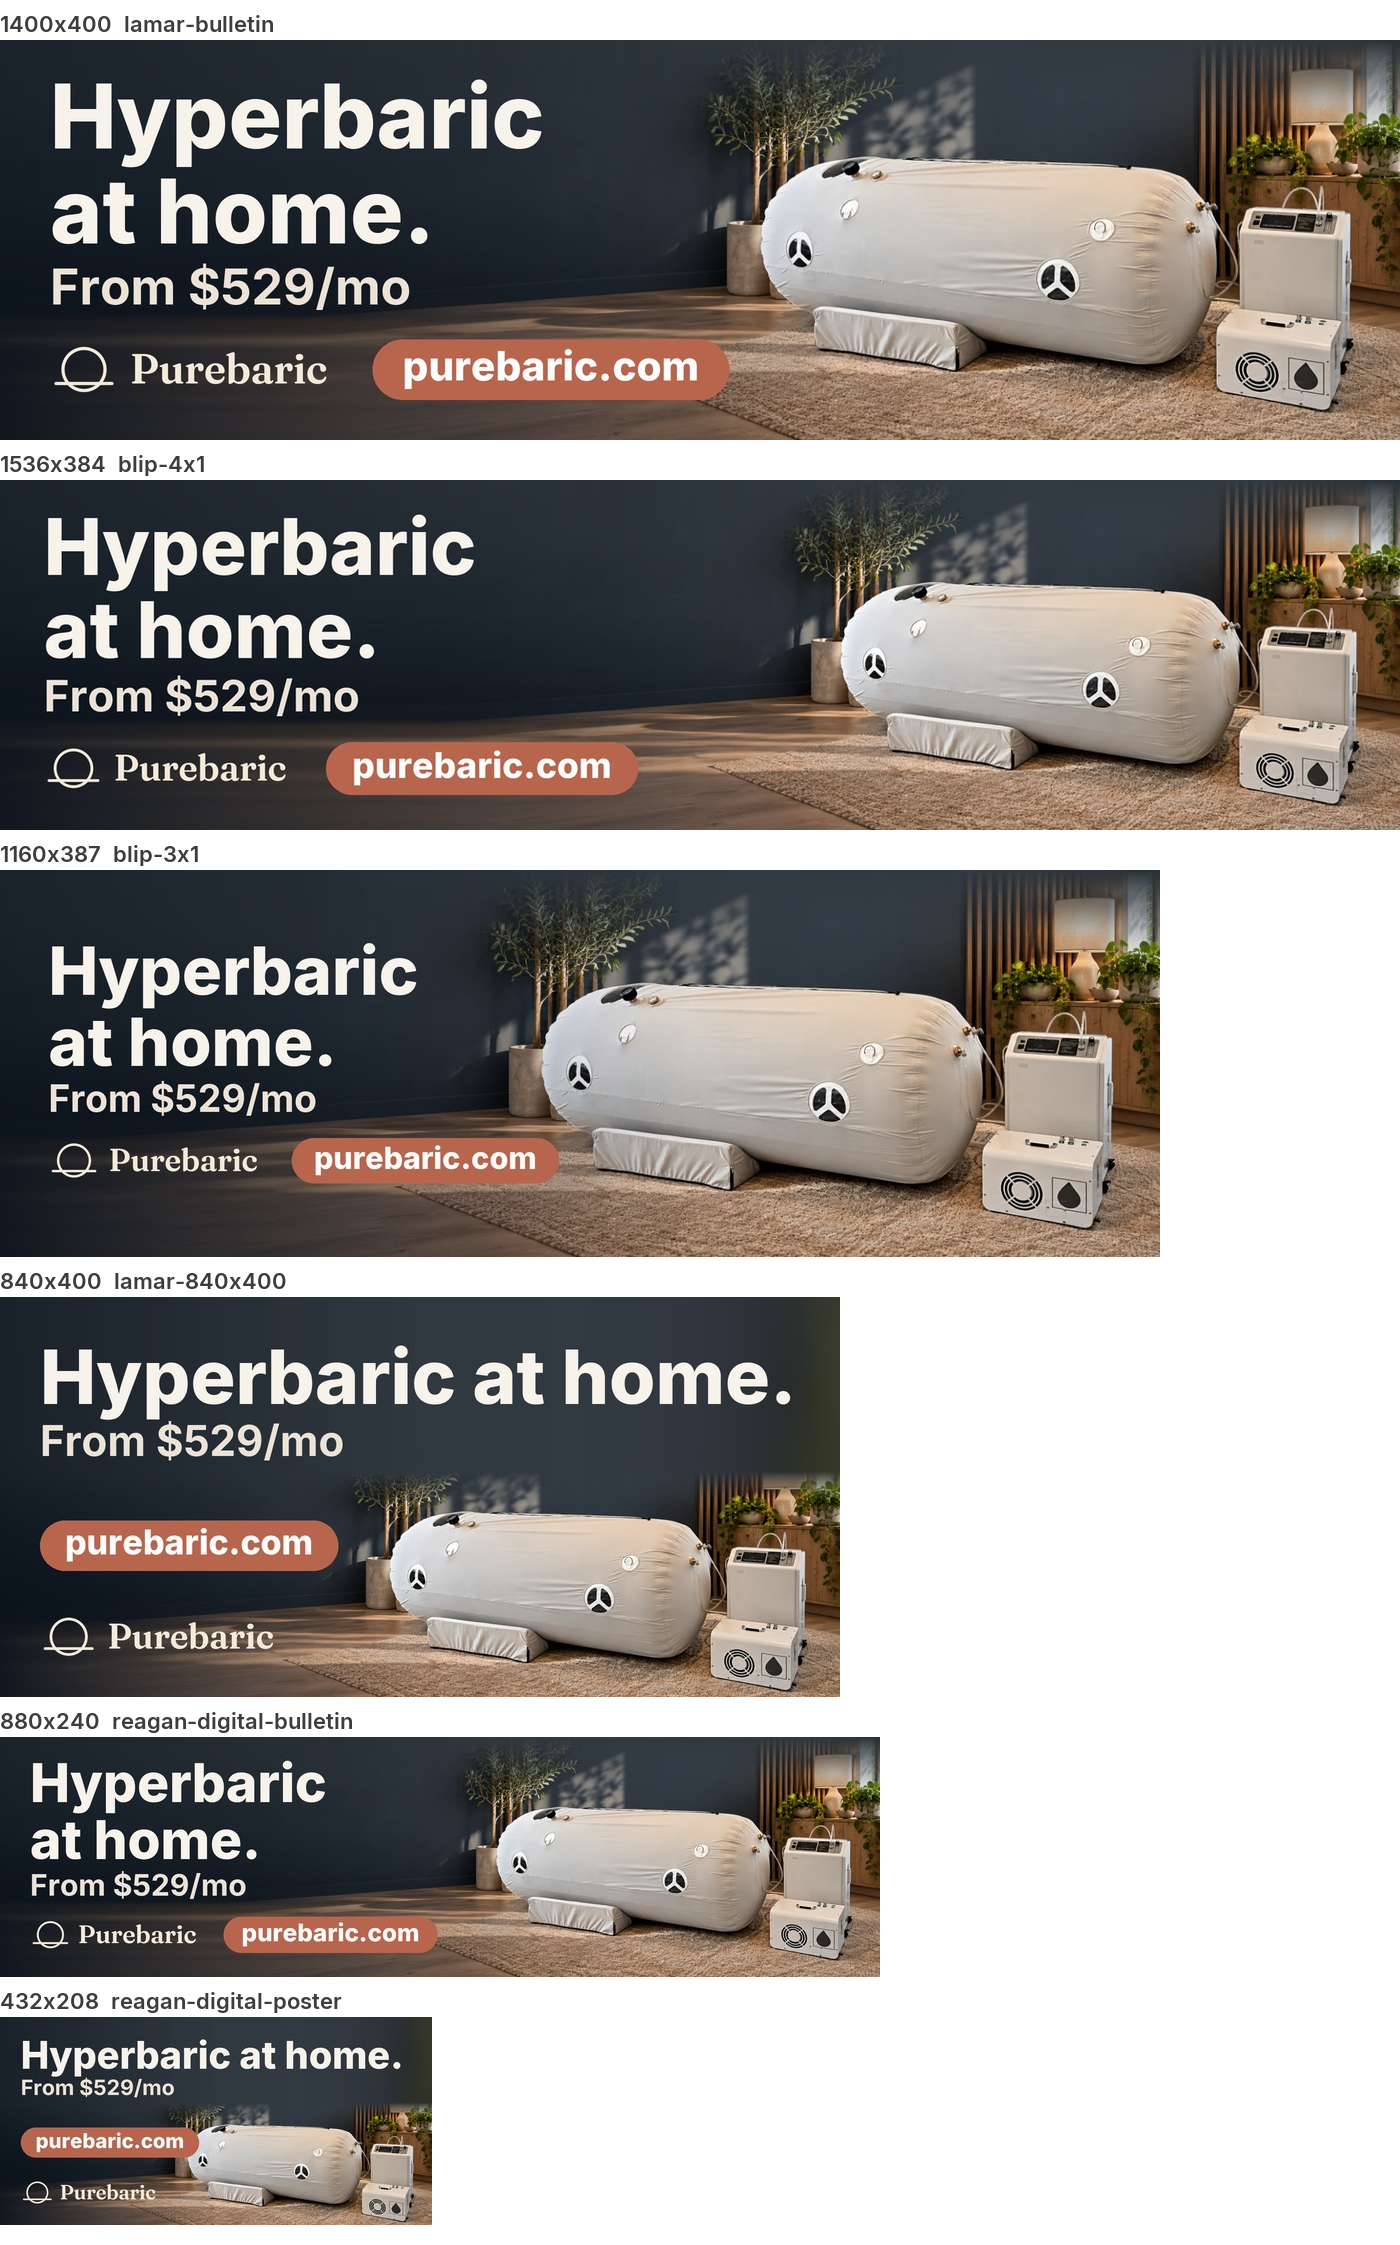 1400x400 lamar-bulletin
Hyperbaric
at home.
From $529/mo
Purebaric purebaric.com
1536x384 blip-4x1
Hyperbaric
at home.
From $529/mo
Purebaric purebaric.com
1160x387 blip-3x1
Hyperbaric
at home.
From $529/mo
Purebaric purebaric.com
840x400 lamar-840x400
Hyperbaric at home.
From $529/mo
purebaric.com
Purebaric
880x240 reagan-digital-bulletin
Hyperbaric
at home.
From $529/mo
Purebaric purebaric.com
432x208 reagan-digital-poster
Hyperbaric at home.
From $529/mo
purebaric.com
Purebaric